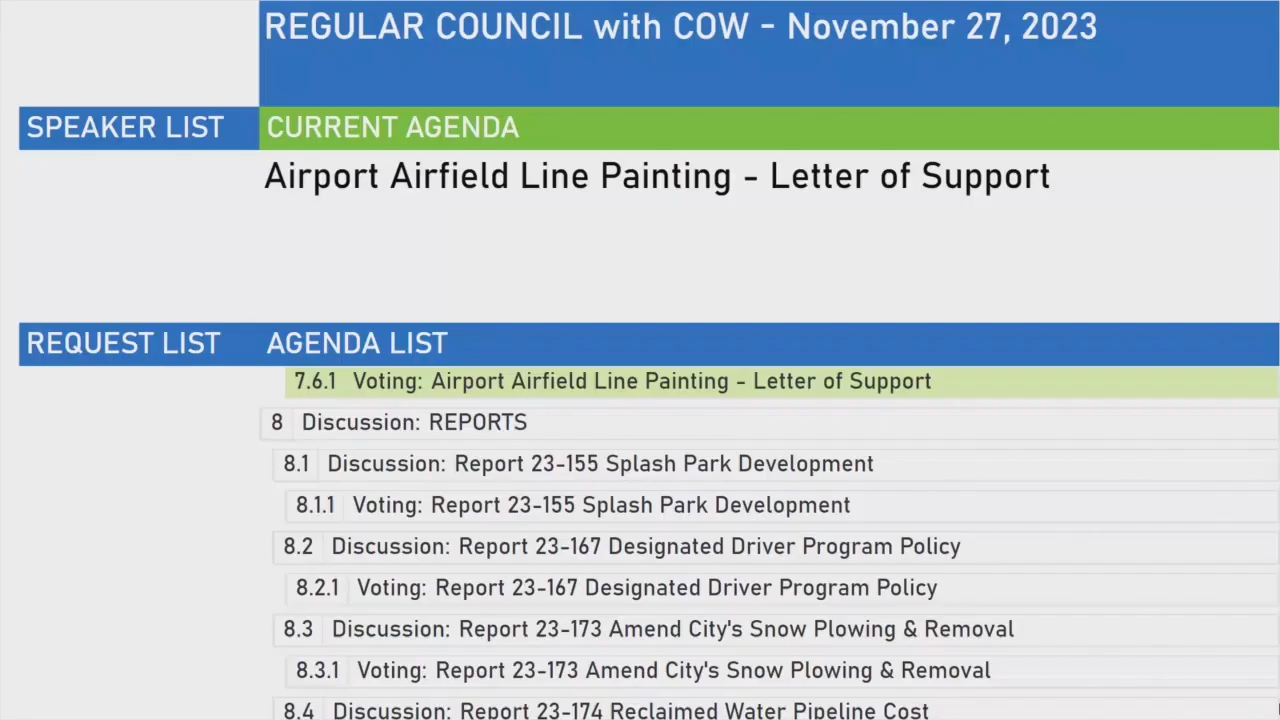 REGULAR COUNCIL with COW - November 27, 2023
SPEAKER LIST
CURRENT AGENDA
Airport Airfield Line Painting - Letter of Support
REQUEST LIST
AGENDA LIST
7.6.1 Voting: Airport Airfield Line Painting - Letter of Support
8 Discussion: REPORTS
8.1 Discussion: Report 23-155 Splash Park Development
8.1.1 Voting: Report 23-155 Splash Park Development
8.2 Discussion: Report 23-167 Designated Driver Program Policy
8.2.1 Voting: Report 23-167 Designated Driver Program Policy
8.3 Discussion: Report 23-173 Amend City's Snow Plowing & Removal
8.3.1 Voting: Report 23-173 Amend City's Snow Plowing & Removal
8.4 Discussion: Report 23-174 Reclaimed Water Pipeline Cost